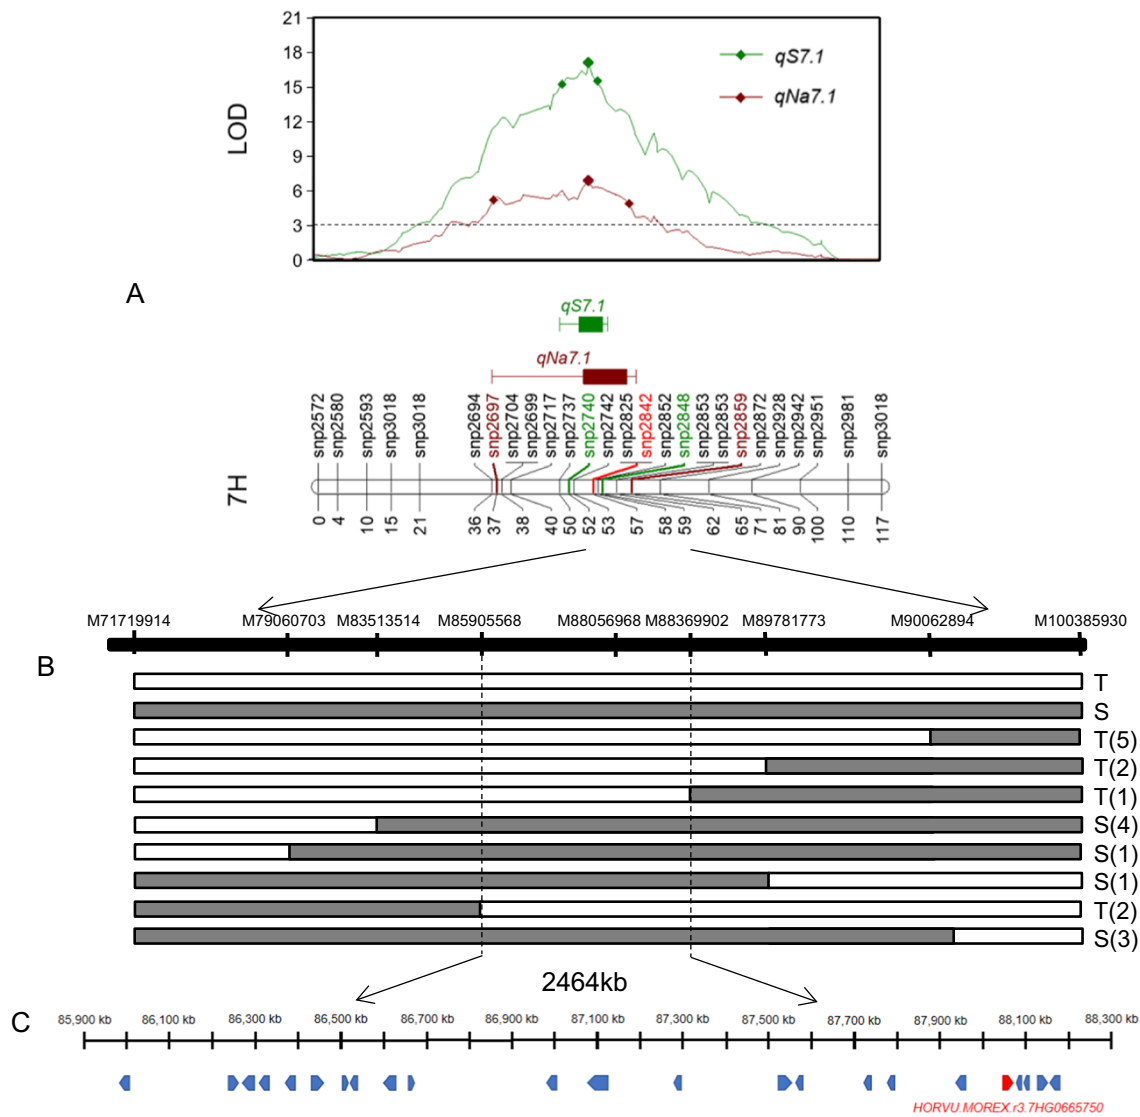 21
18
15
12
9
6
3
0
LOD
qS7.1
qNa7.1
A
qS7.1
qNa7.1
snp2572 snp2580 snp2593 snp3018 snp3018 snp2694 snp2697 snp2704 snp2699 snp2717 snp2737 snp2740 snp2742 snp2825 snp2842 snp2852 snp2848 snp2853 snp2853 snp2859 snp2872 snp2928 snp2942 snp2951 snp2981 snp3018
7H
0 4 10 15 21 36 37 38 40 50 52 53 57 58 59 62 65 71 81 90 100 110 117
M71719914 M79060703 M83513514 M85905568 M88056968 M88369902 M89781773 M90062894 M100385930
B
T
S
T(5)
T(2)
T(1)
S(4)
S(1)
S(1)
T(2)
S(3)
2464kb
C
85,900 kb 86,100 kb 86,300 kb 86,500 kb 86,700 kb 86,900 kb 87,100 kb 87,300 kb 87,500 kb 87,700 kb 87,900 kb 88,100 kb 88,300 kb
HORVU.MOREX.r3.7HG0665750